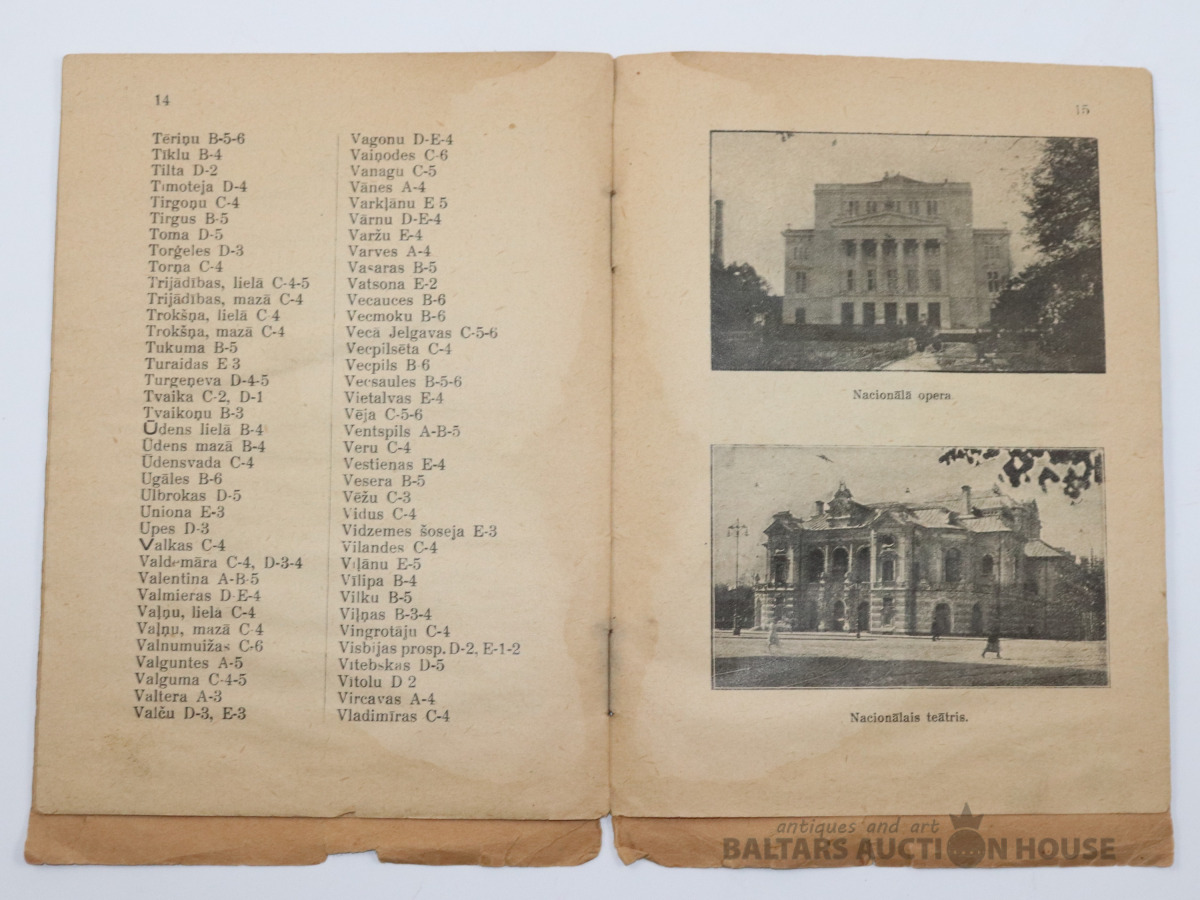 14
Tēriņu B-5-6
Tīklu B-4
Tilta D-2
Tımoteja D-4
Tirgoņu C-4
Tirgus B-5
Toma D-5
Torģeles D-3
Torņa C-4
Trijādības, lielā C-4-5
Trijādības, mazā C-4
Trokšņa, lielā C 4
Trokšņa, mazā C-4
Tukuma B-5
Turaidas E 3
Turgeņeva D-4-5
Tvaika C-2, D-1
Tvaikoņu B-3
Ūdens lielā B-4
Ūdens mazā B-4
Ūdensvada C-4
Ugāles B-6
Ulbrokas D-5
Uniona E-3
Upes D-3
Valkas C-4
Valdemāra C-4, D-3-4
Valentina A-B-5
Valmieras D-E-4
Vaļņu, lielā C-4
Vaļņu, mazā C 4
Valnumuižas C-6
Valguntes A-5
Valguma C-4-5
Valtera A-3
Valču D-3, E-3
Vagonu D-E-4
Vaiņodes C-6
Vanagu C-5
Vānes A-4
Varkļānu E 5
Vārnu D-E-4
Varžu E-4
Varves A-4
Vasaras B-5
Vatsona E-2
Vecauces B-6
Vecmoku B-6
Vecā Jelgavas C-5-6
Vecpilsēta C-4
Vecpils B 6
Vecsaules B-5-6
Vietalvas E-4
Vēja C-5-6
Ventspils A-B-5
Veru C-4
Vestienas E-4
Vesera B-5
Vēžu C-3
Vidus C-4
Vidzemes šoseja E-3
Vilandes C-4
Viļānu E-5
Vīlipa B-4
Vilku B-5
Viļņas B-3-4
Vingrotāju C-4
Visbijas prosp. D-2, E-1-2
Vitebskas D-5
Vītolu D 2
Vircavas A-4
Vladimīras C-4
15
Nacionālā opera
Nacionālais teātris.
antiques and art
BALTARS AUCTION HOUSE